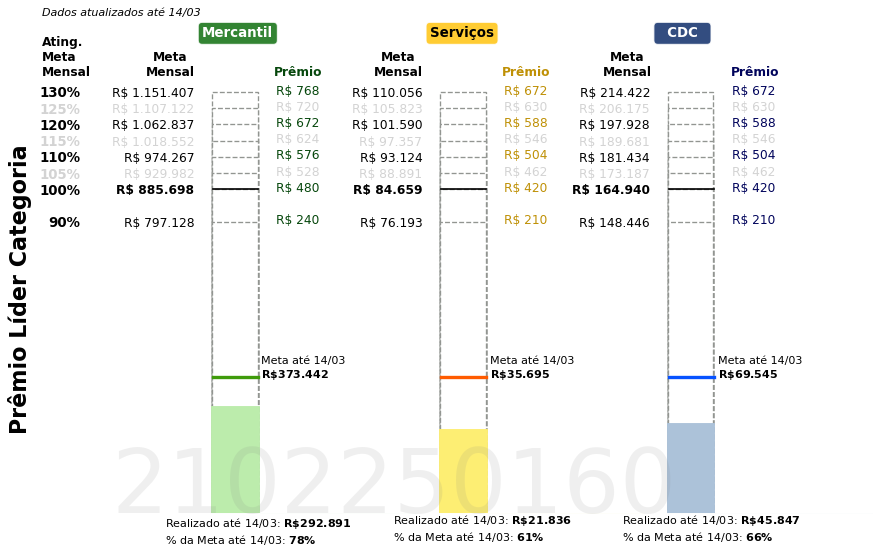 Dados atualizados até 14/03
Mercantil Serviços CDC
Ating. Meta Mensal Meta Mensal Prêmio Meta Mensal Prêmio Meta Mensal Prêmio
130% R$ 1.151.407 R$ 768 R$ 110.056 R$ 672 R$ 214.422 R$ 672
125% R$ 1.107.122 R$ 720 R$ 105.823 R$ 630 R$ 206.175 R$ 630
120% R$ 1.062.837 R$ 672 R$ 101.590 R$ 588 R$ 197.928 R$ 588
115% R$ 1.018.552 R$ 624 R$ 97.357 R$ 546 R$ 189.681 R$ 546
110% R$ 974.267 R$ 576 R$ 93.124 R$ 504 R$ 181.434 R$ 504
105% R$ 929.982 R$ 528 R$ 88.891 R$ 462 R$ 173.187 R$ 462
100% R$ 885.698 R$ 480 R$ 84.659 R$ 420 R$ 164.940 R$ 420
90% R$ 797.128 R$ 240 R$ 76.193 R$ 210 R$ 148.446 R$ 210
Prêmio Líder Categoria
Meta até 14/03 Meta até 14/03 Meta até 14/03
R$373.442 R$35.695 R$69.545
2102250160
Realizado até 14/03: R$292.891 Realizado até 14/03: R$21.836 Realizado até 14/03: R$45.847
% da Meta até 14/03: 78% % da Meta até 14/03: 61% % da Meta até 14/03: 66%